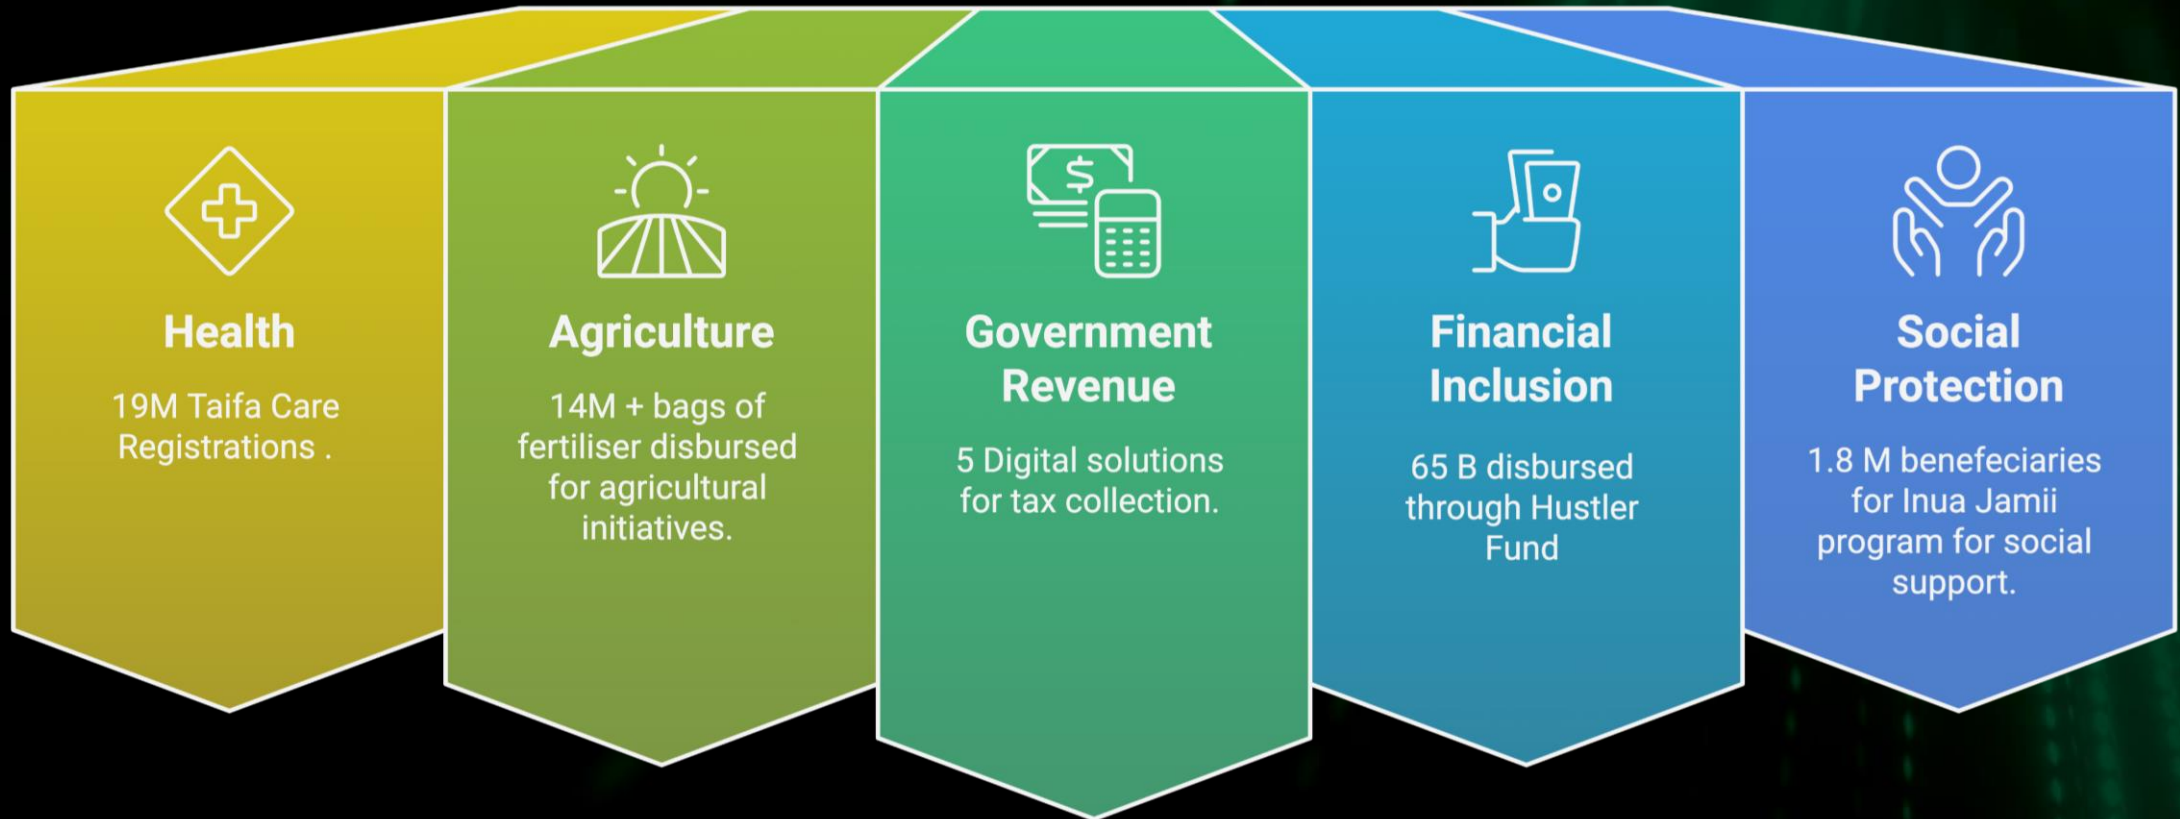 Health
19M Taifa Care
Registrations .
Agriculture
14M + bags of
fertiliser disbursed
for agricultural
initiatives.
$
Government
Revenue
5 Digital solutions
for tax collection.
Financial
Inclusion
65 B disbursed
through Hustler
Fund
Social
Protection
1.8 M benefeciaries
for Inua Jamii
program for social
support.